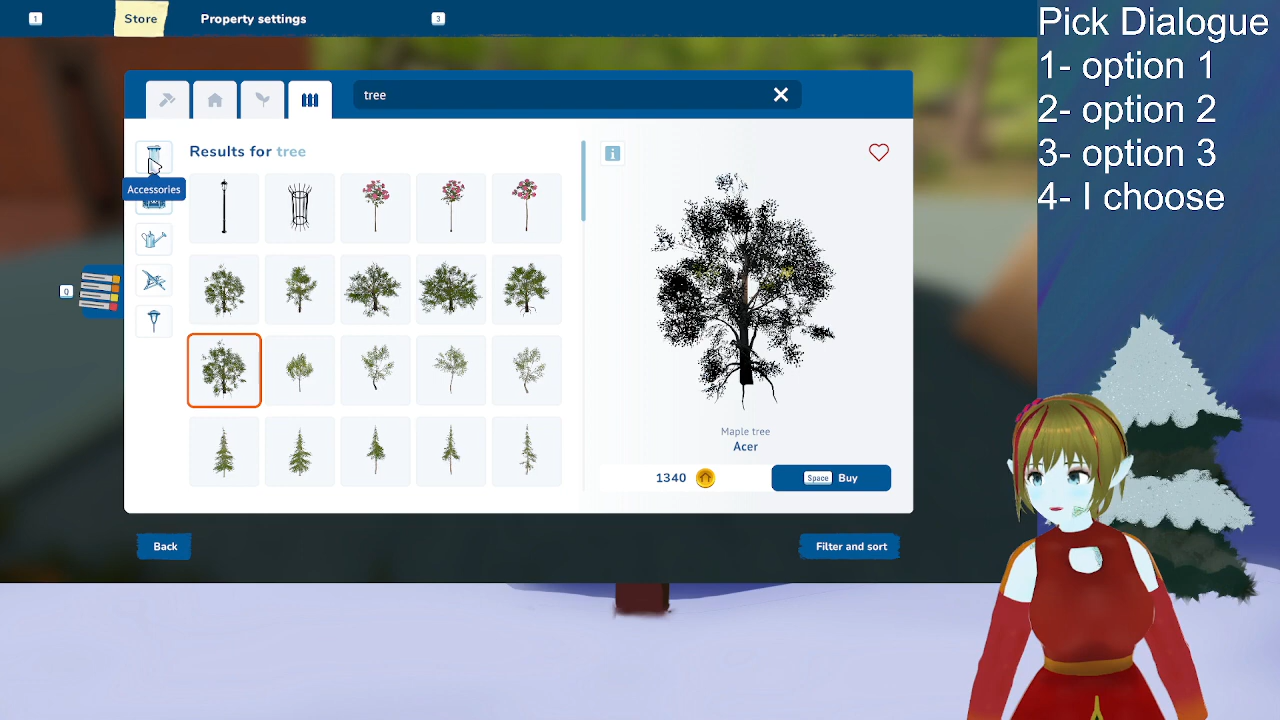 1
Store
Property settings
3
Pick Dialogue
1- option 1
2- option 2
3- option 3
4- I choose
tree
Results for tree
i
Accessories
Q
Maple tree
Acer
1340
Space Buy
Back
Filter and sort